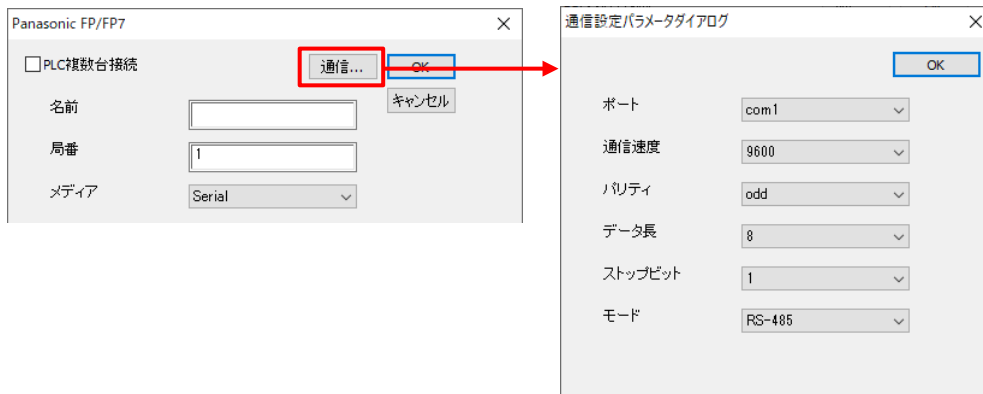 Panasonic FP/FP7
PLC複数台接続
通信...
OK
キャンセル
名前
局番
1
メディア
Serial
通信設定パラメータダイアログ
OK
ポート
com1
通信速度
9600
パリティ
odd
データ長
8
ストップビット
1
モード
RS-485